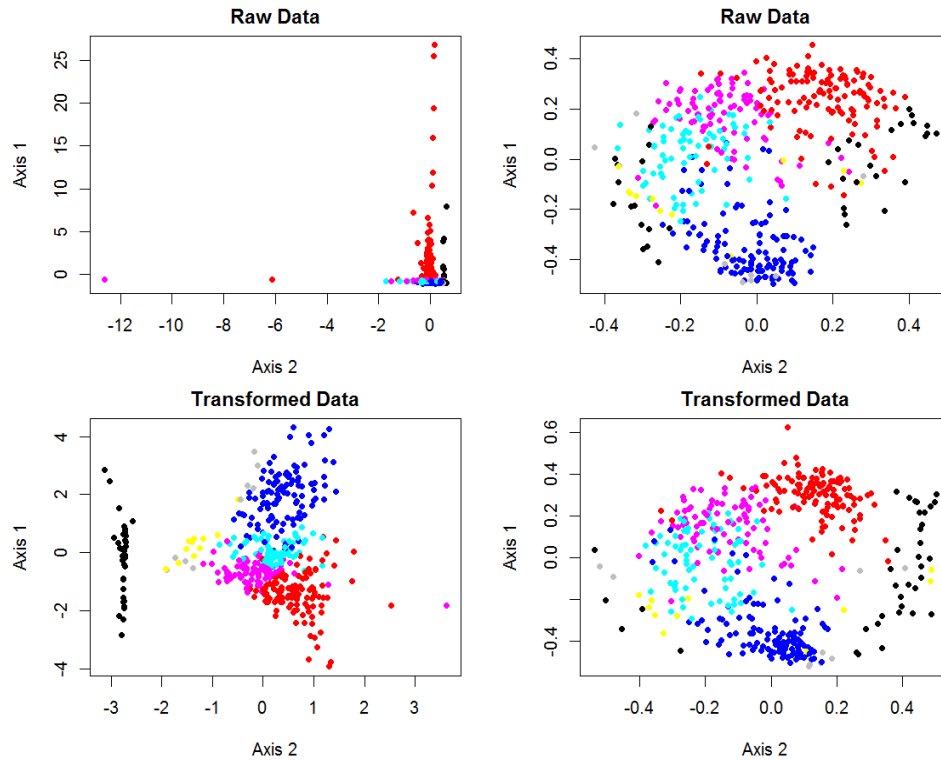 Raw Data
Axis 1
25
20
15
10
5
0
-12 -10 -8 -6 -4 -2 0
Axis 2
Raw Data
Axis 1
0.4
0.2
0.0
-0.2
-0.4
-0.4 -0.2 0.0 0.2 0.4
Axis 2
Transformed Data
Axis 1
4
2
0
-2
-4
-3 -2 -1 0 1 2 3
Axis 2
Transformed Data
Axis 1
0.6
0.4
0.2
0.0
-0.4
-0.4 -0.2 0.0 0.2 0.4
Axis 2